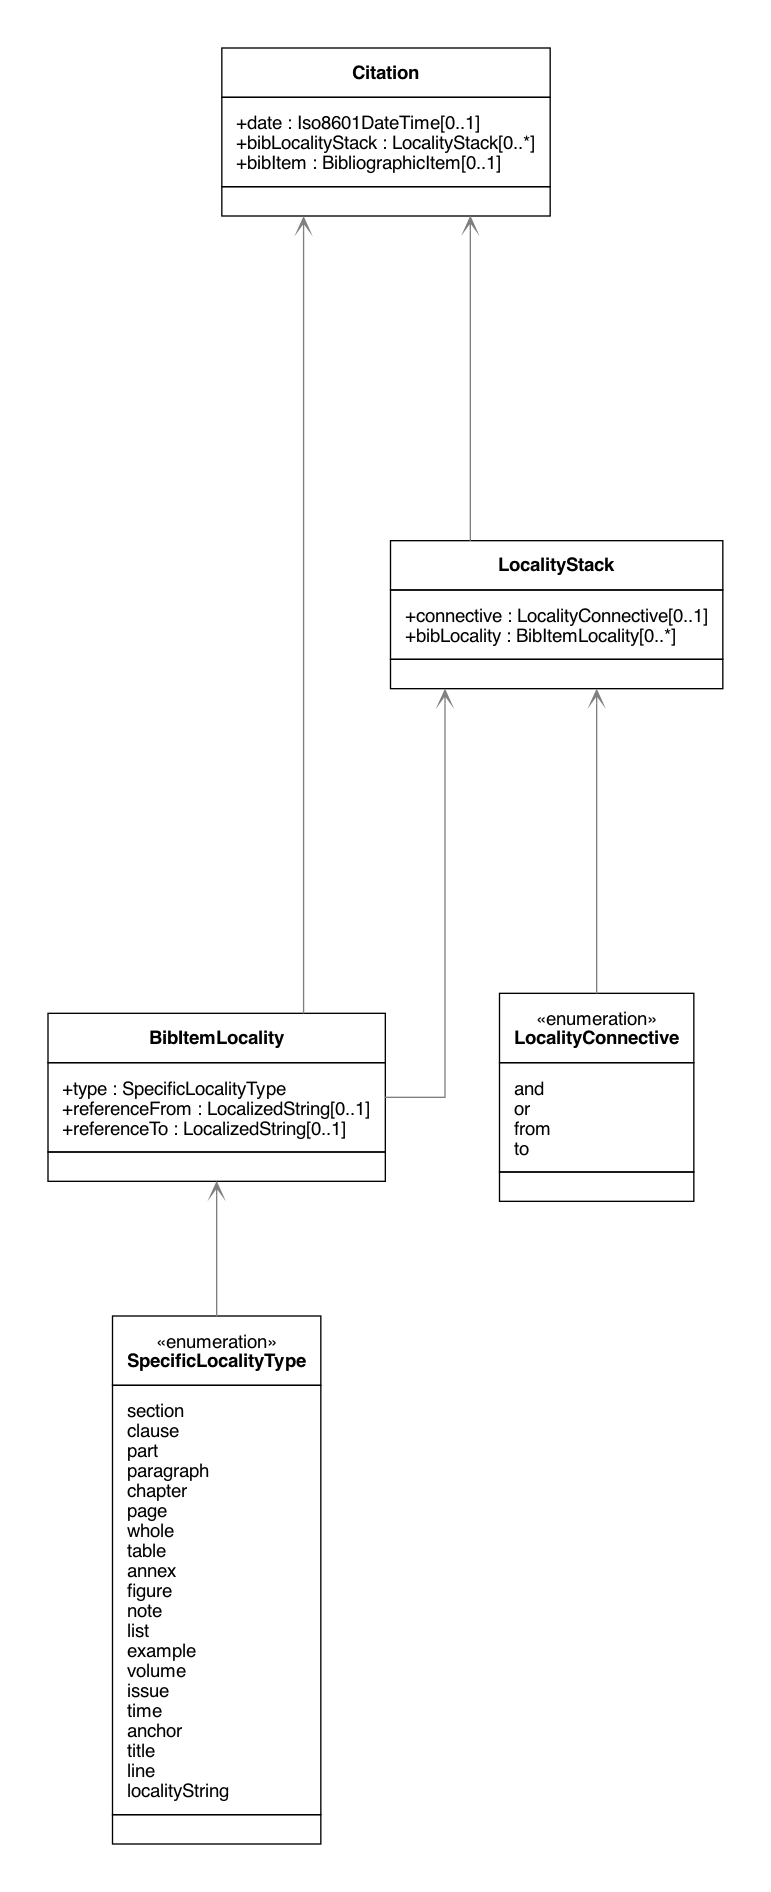 Citation
+date : Iso8601DateTime[0..1]
+bibLocalityStack : LocalityStack[0..*]
+bibItem : BibliographicItem[0..1]
LocalityStack
+connective : LocalityConnective[0..1]
+bibLocality : BibItemLocality[0..*]
BibItemLocality
+type : SpecificLocalityType
+referenceFrom : LocalizedString[0..1]
+referenceTo : LocalizedString[0..1]
«enumeration»
LocalityConnective
and
or
from
to
«enumeration»
SpecificLocalityType
section
clause
part
paragraph
chapter
page
whole
table
annex
figure
note
list
example
volume
issue
time
anchor
title
line
localityString